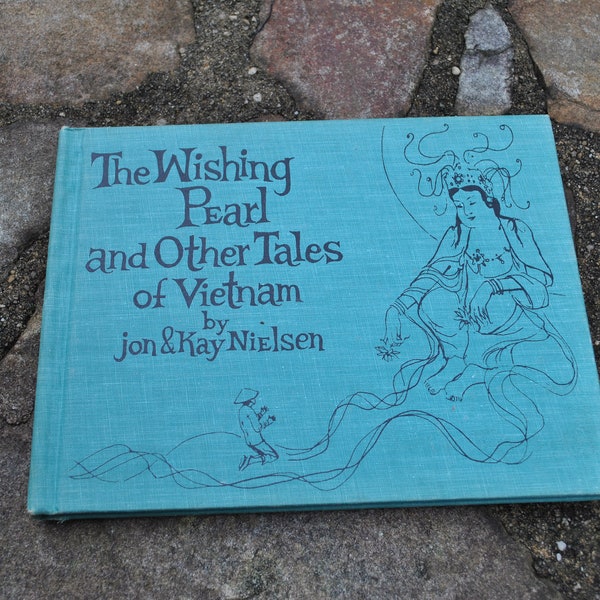 The Wishing
Pearl
and Other Tales
of Vietnam
by
jon & Kay Nielsen